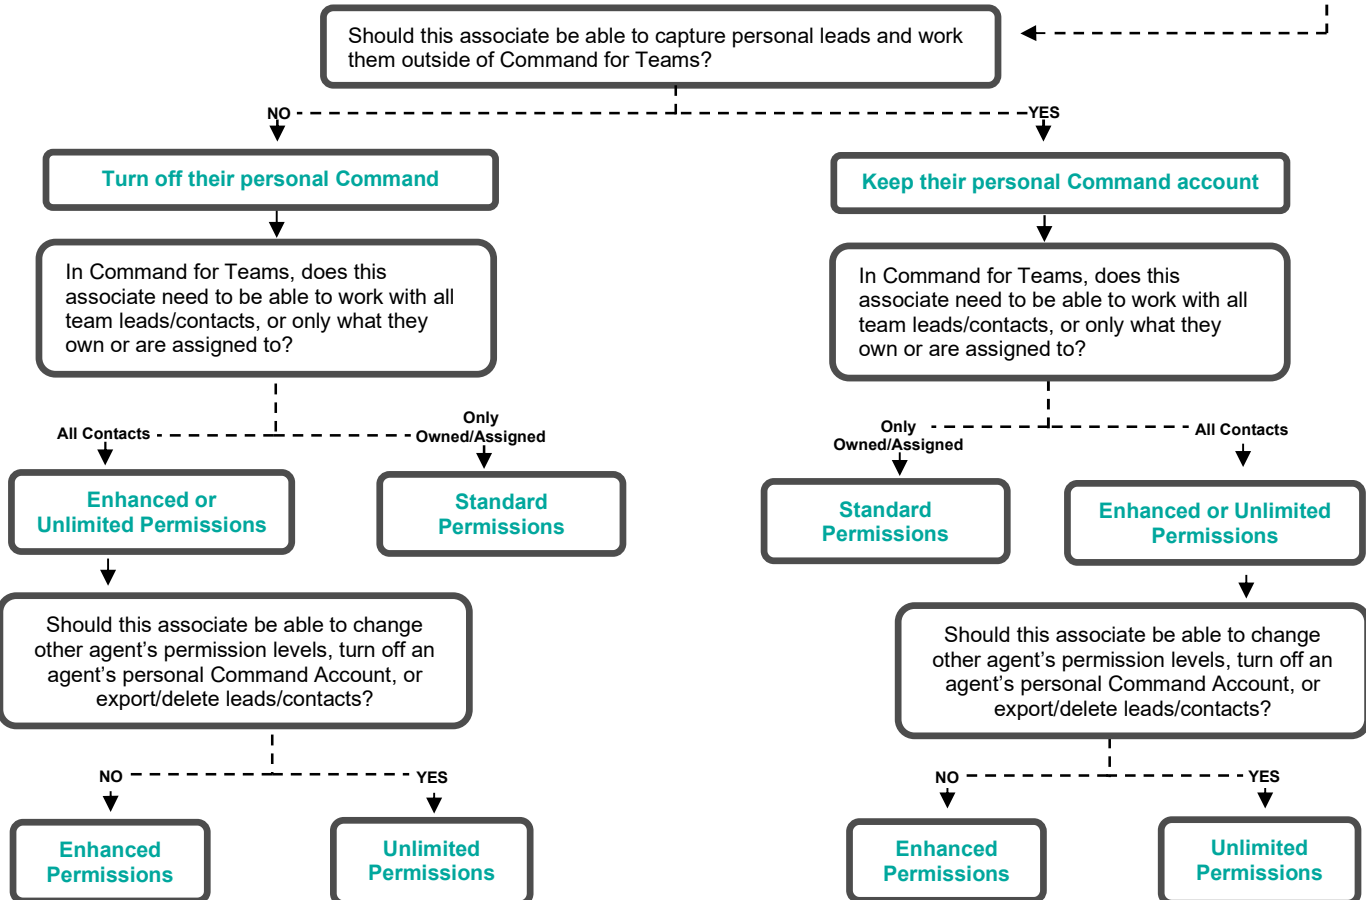 Should this associate be able to capture personal leads and work
them outside of Command for Teams?
NO
YES
Turn off their personal Command
Keep their personal Command account
In Command for Teams, does this
associate need to be able to work with all
team leads/contacts, or only what they
own or are assigned to?
In Command for Teams, does this
associate need to be able to work with all
team leads/contacts, or only what they
own or are assigned to?
All Contacts
Only
Owned/Assigned
Only
Owned/Assigned
All Contacts
Enhanced or
Unlimited Permissions
Standard
Permissions
Standard
Permissions
Enhanced or Unlimited
Permissions
Should this associate be able to change
other agent’s permission levels, turn off an
agent’s personal Command Account, or
export/delete leads/contacts?
Should this associate be able to change
other agent’s permission levels, turn off an
agent’s personal Command Account, or
export/delete leads/contacts?
NO
YES
NO
YES
Enhanced
Permissions
Unlimited
Permissions
Enhanced
Permissions
Unlimited
Permissions